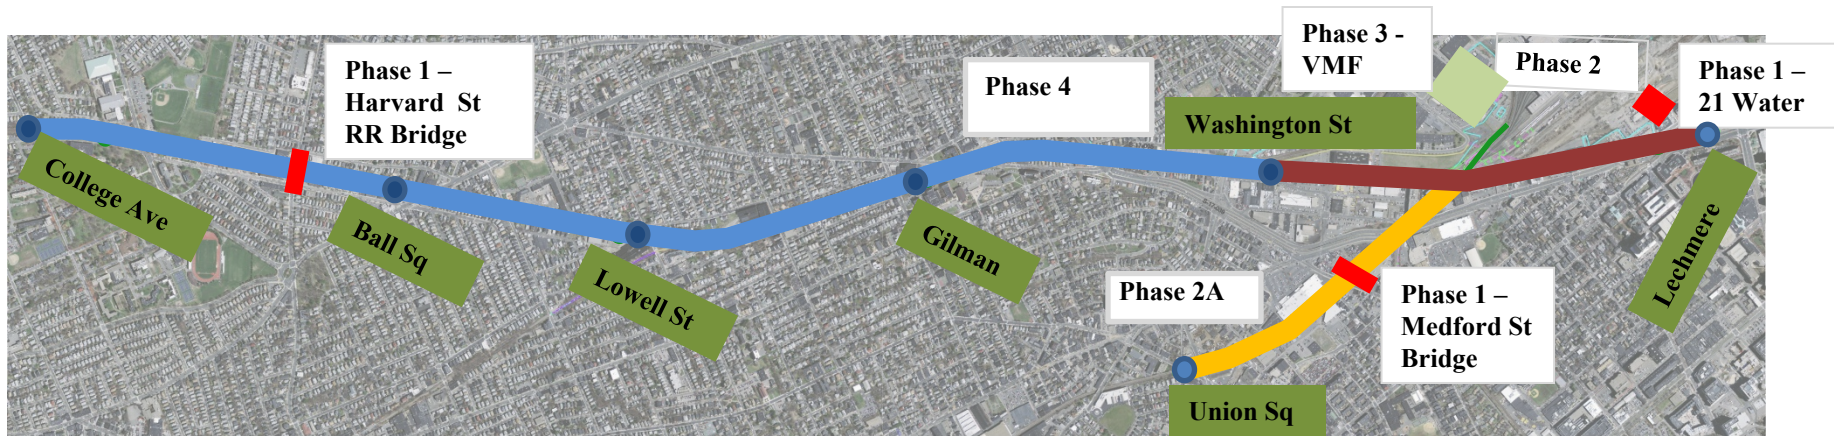 Phase 1 –
Harvard St
RR Bridge
Phase 4
Phase 3 -
VMF
Phase 2
Phase 1 –
21 Water
Washington St
College Ave
Ball Sq
Lowell St
Gilman
Lechmere
Phase 2A
Phase 1 –
Medford St
Bridge
Union Sq